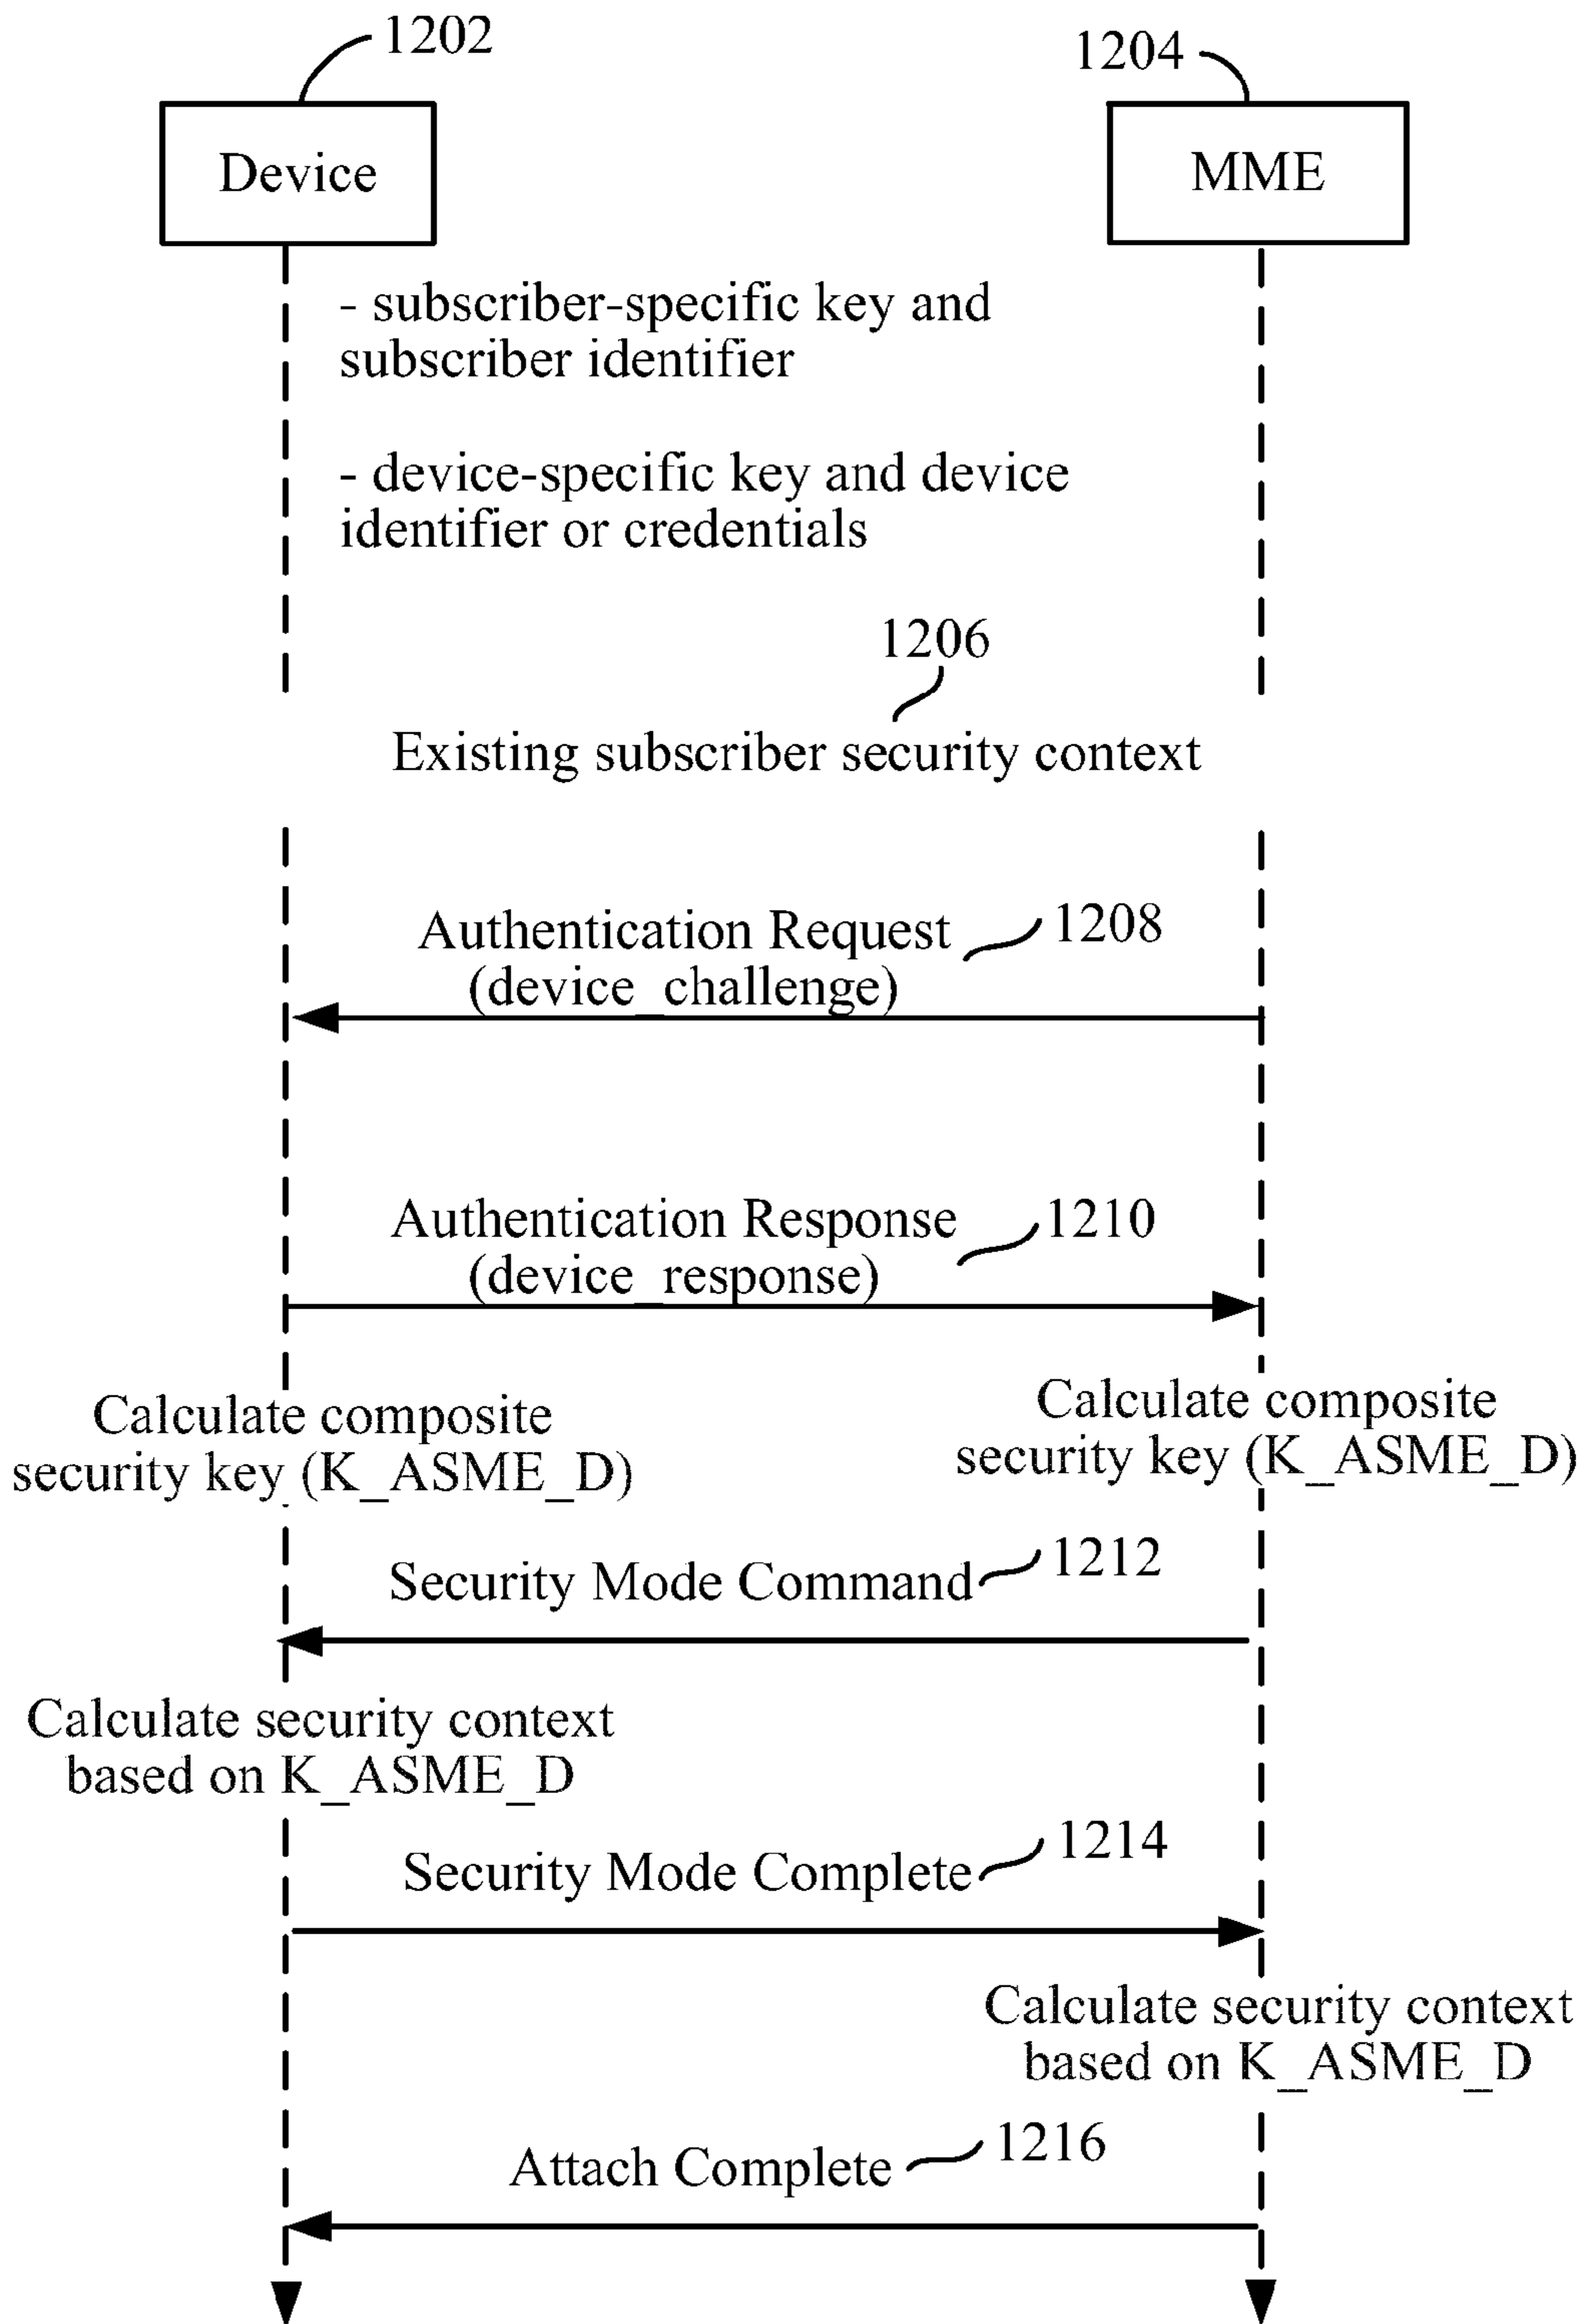 1202
1204
Device
MME
- subscriber-specific key and
subscriber identifier
- device-specific key and device
identifier or credentials
1206
Existing subscriber security context
Authentication Request
1208
(device_challenge)
Authentication Response
1210
(device_response)
Calculate composite
security key (K_ASME_D)
Calculate composite
security key (K_ASME_D)
Security Mode Command
1212
Calculate security context
based on K_ASME_D
Security Mode Complete
1214
Calculate security context
based on K_ASME_D
Attach Complete
1216